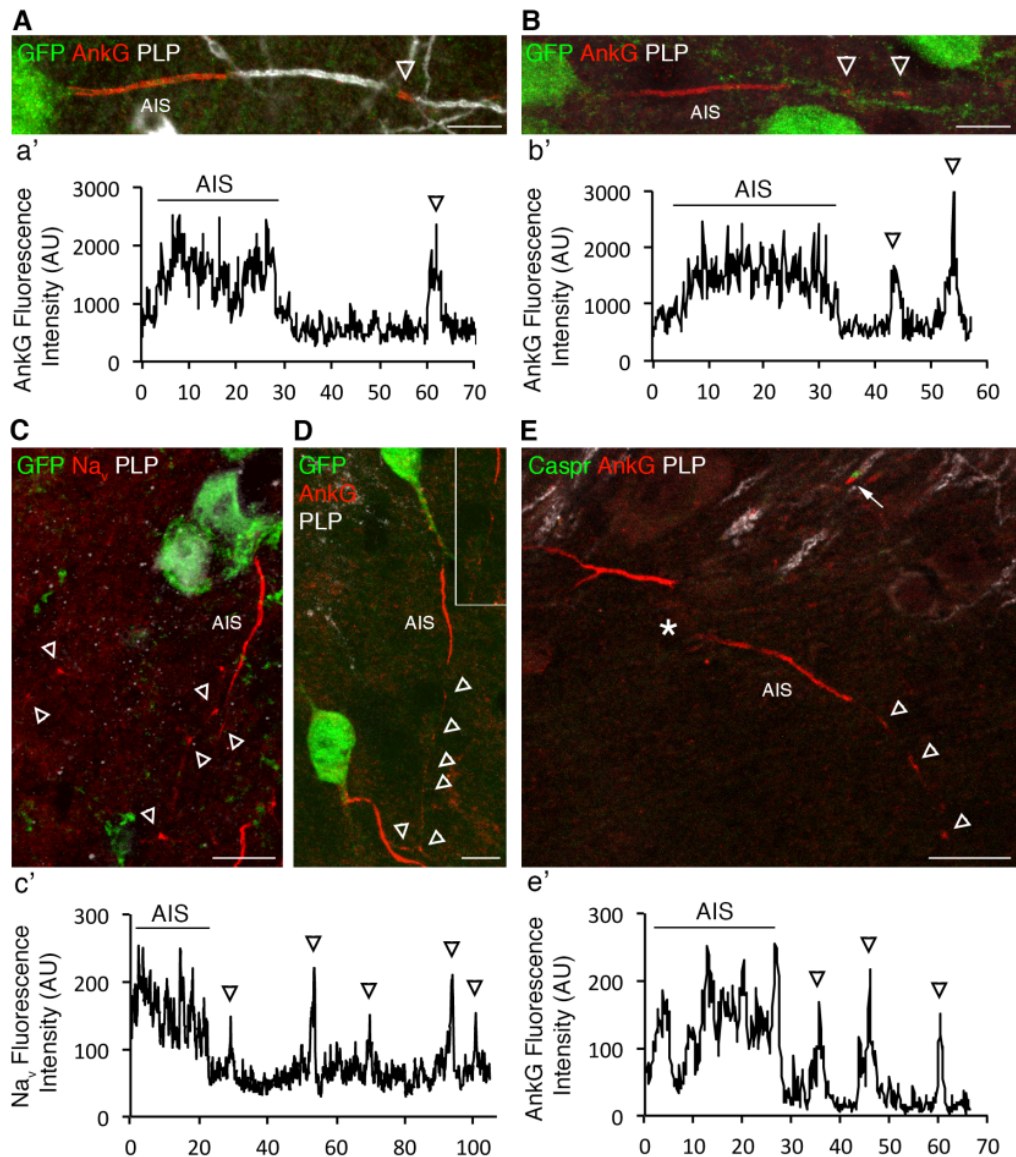 A
GFP AnkG PLP
AIS
B
GFP AnkG PLP
AIS
a'
AnkG Fluorescence
Intensity (AU)
AIS
3000
2000
1000
0
0 10 20 30 40 50 60 70
b'
AnkG Fluorescence
Intensity (AU)
AIS
4000
3000
2000
1000
0
0 10 20 30 40 50 60
C
GFP Nav PLP
AIS
D
GFP
AnkG
PLP
AIS
E
Caspr AnkG PLP
*
AIS
c'
Nav Fluorescence
Intensity (AU)
AIS
300
200
100
0
0 20 40 60 80 100
e'
AnkG Fluorescence
Intensity (AU)
AIS
300
200
100
0
0 10 20 30 40 50 60 70